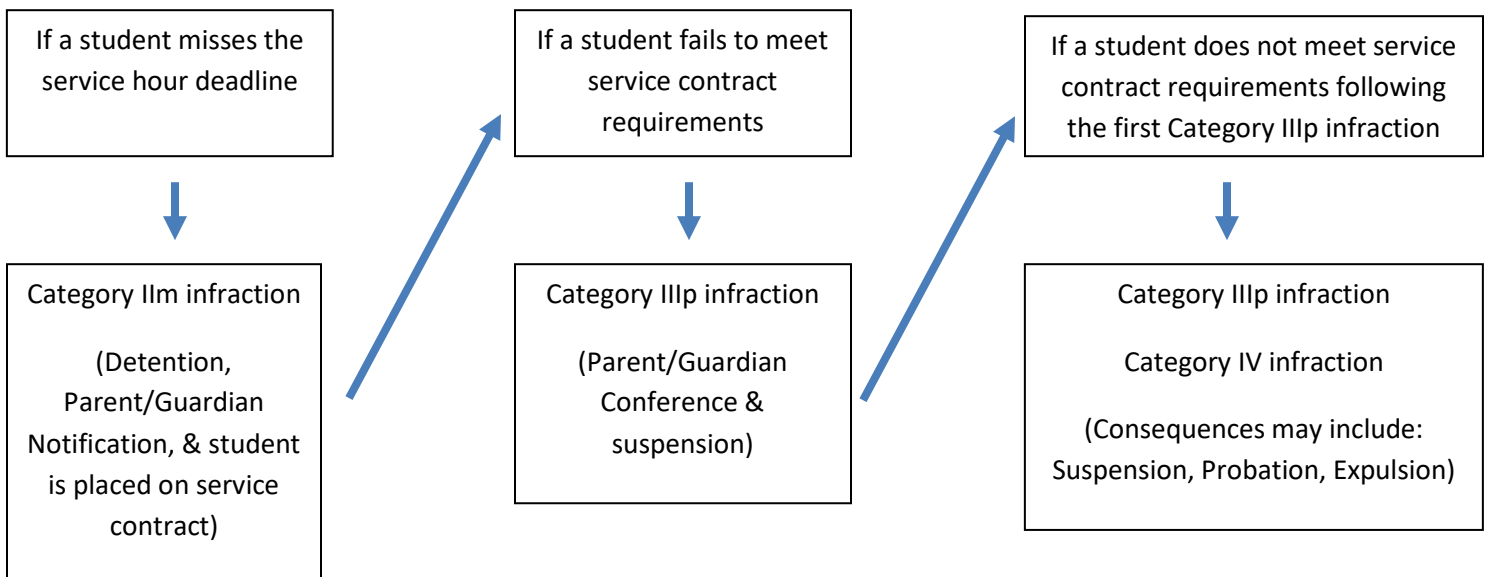 If a student misses the
service hour deadline
Category IIm infraction
(Detention,
Parent/Guardian
Notification, & student
is placed on service
contract)
If a student fails to meet
service contract
requirements
Category IIIp infraction
(Parent/Guardian
Conference &
suspension)
If a student does not meet service
contract requirements following
the first Category IIIp infraction
Category IIIp infraction
Category IV infraction
(Consequences may include:
Suspension, Probation, Expulsion)